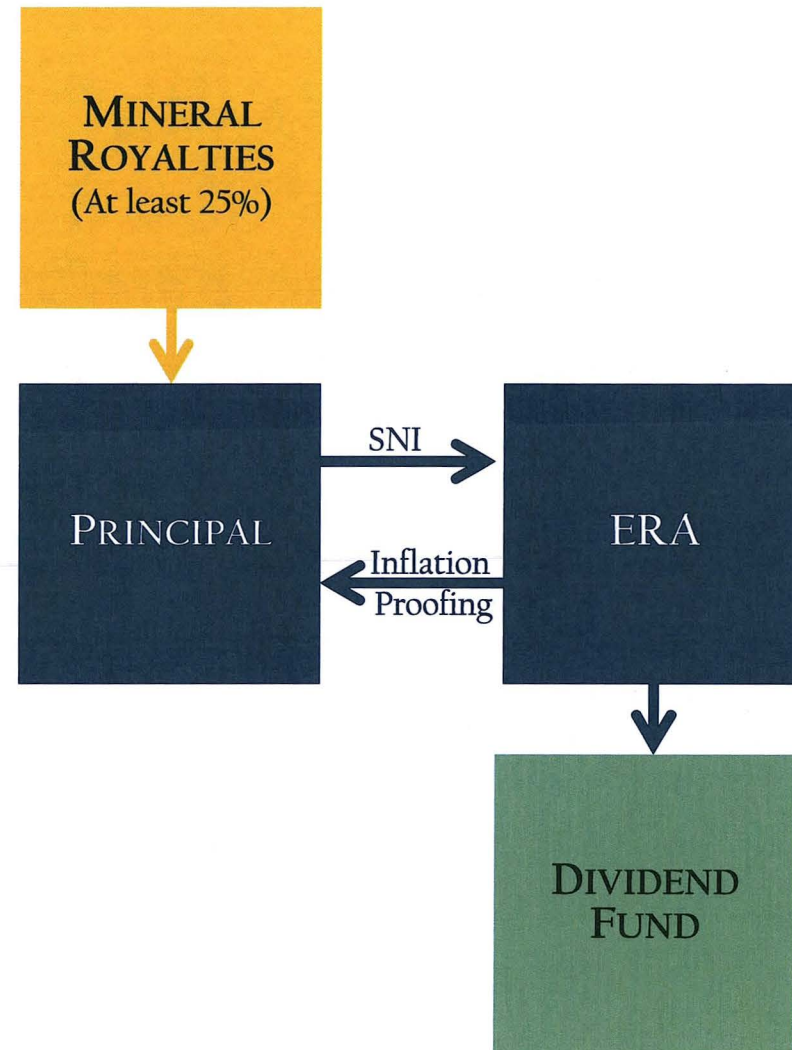 MINERAL
ROYALTIES
(At least 25%)
SNI
PRINCIPAL
ERA
Inflation
Proofing
DIVIDEND
FUND